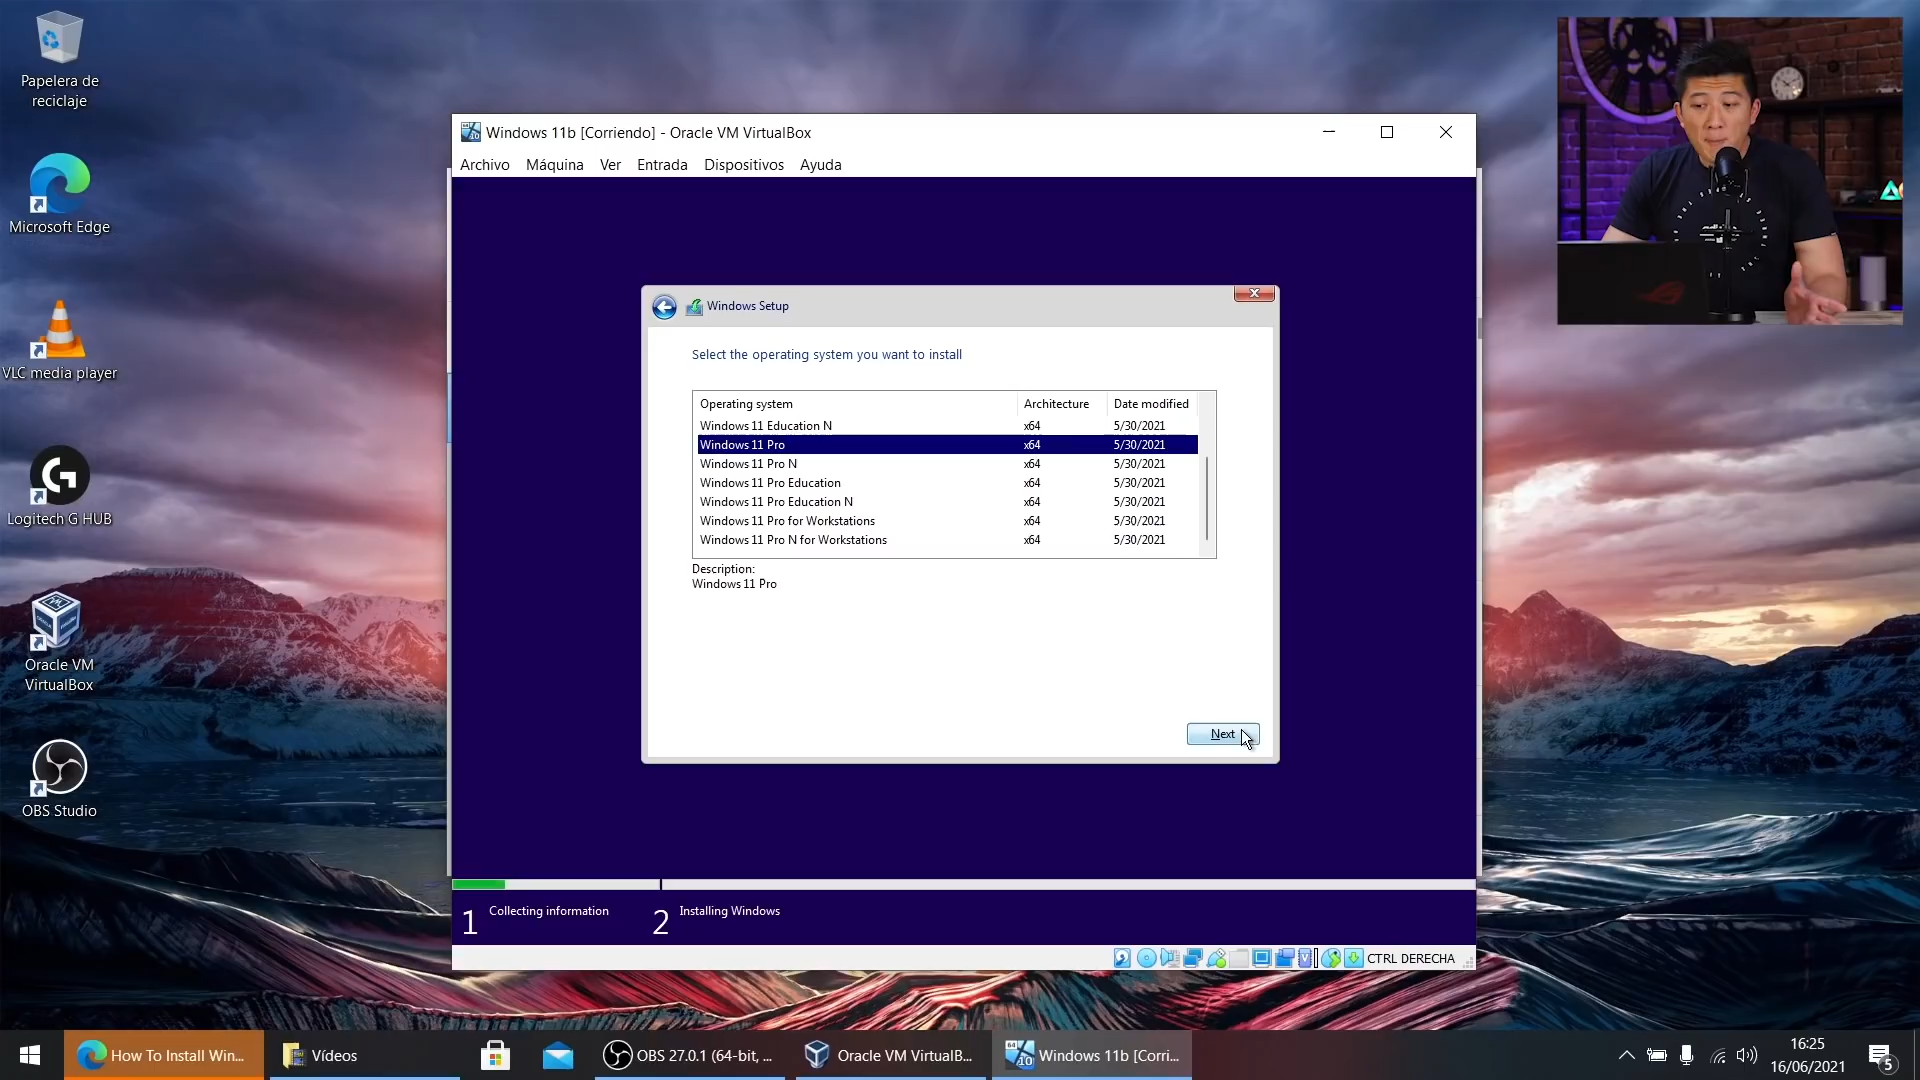 Papelera de
reciclaje
Microsoft Edge
VLC media player
Logitech G HUB
Oracle VM
VirtualBox
OBS Studio
Windows 11b [Corriendo] - Oracle VM VirtualBox
Archivo Máquina Ver Entrada Dispositivos Ayuda
Windows Setup
Select the operating system you want to install
Operating system Architecture Date modified
Windows 11 Education N x64 5/30/2021
Windows 11 Pro x64 5/30/2021
Windows 11 Pro N x64 5/30/2021
Windows 11 Pro Education x64 5/30/2021
Windows 11 Pro Education N x64 5/30/2021
Windows 11 Pro for Workstations x64 5/30/2021
Windows 11 Pro N for Workstations x64 5/30/2021
Description:
Windows 11 Pro
Next
1 Collecting information 2 Installing Windows
CTRL DERECHA
How To Install Win...
Vídeos
OBS 27.0.1 (64-bit, ...
Oracle VM VirtualB...
Windows 11b [Corri...
16:25
16/06/2021
5